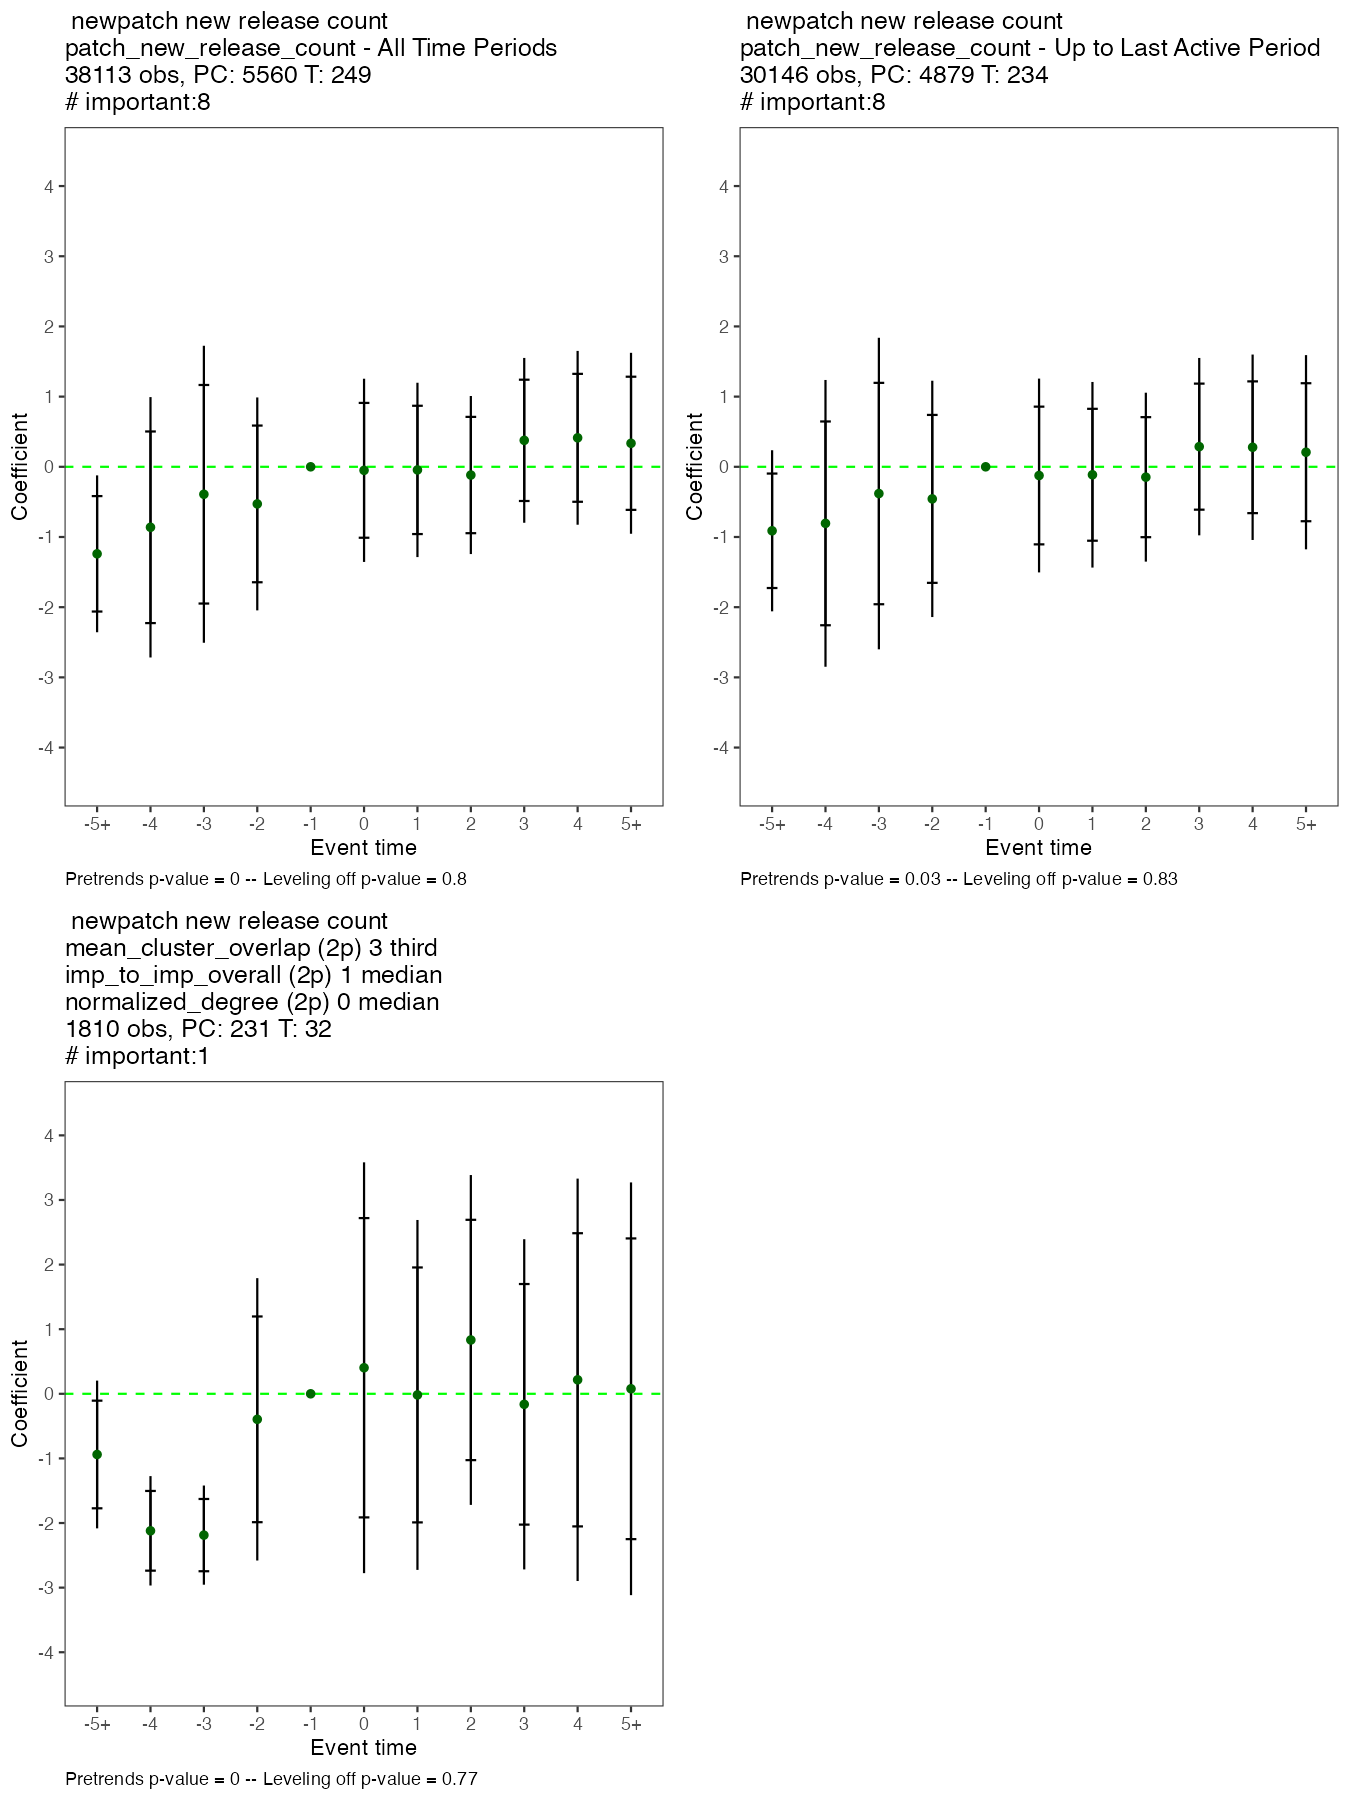 newpatch new release count
patch_new_release_count - All Time Periods
38113 obs, PC: 5560 T: 249
# important:8
4
3
2
1
0
-1
-2
-3
-4
Coefficient
-5+ -4 -3 -2 -1 0 1 2 3 4 5+
Event time
Pretrends p-value = 0 -- Leveling off p-value = 0.8
newpatch new release count
patch_new_release_count - Up to Last Active Period
30146 obs, PC: 4879 T: 234
# important:8
4
3
2
1
0
-1
-2
-3
-4
Coefficient
-5+ -4 -3 -2 -1 0 1 2 3 4 5+
Event time
Pretrends p-value = 0.03 -- Leveling off p-value = 0.83
newpatch new release count
mean_cluster_overlap (2p) 3 third
imp_to_imp_overall (2p) 1 median
normalized_degree (2p) 0 median
1810 obs, PC: 231 T: 32
# important:1
4
3
2
1
0
-1
-2
-3
-4
Coefficient
-5+ -4 -3 -2 -1 0 1 2 3 4 5+
Event time
Pretrends p-value = 0 -- Leveling off p-value = 0.77